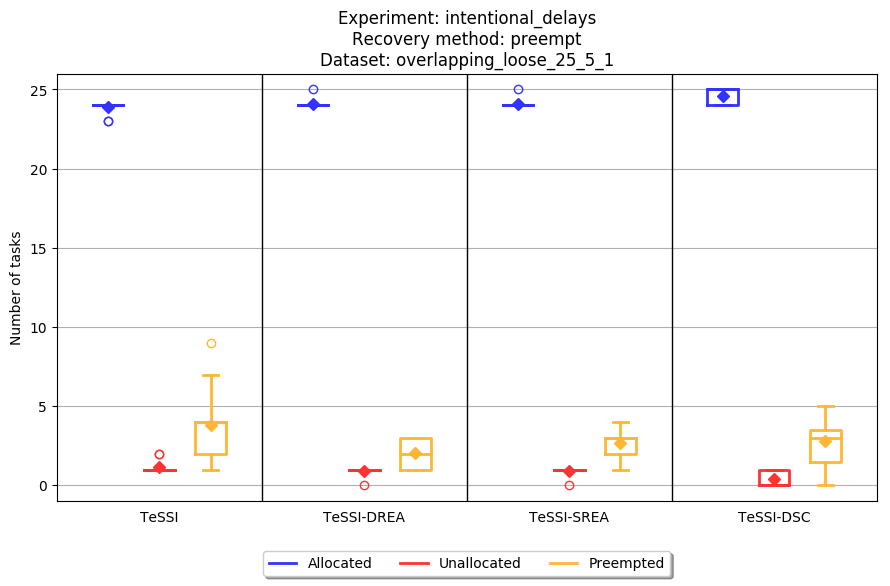 Experiment: intentional_delays
Recovery method: preempt
Dataset: overlapping_loose_25_5_1
Number of tasks
25
20
15
10
5
0
TeSSI
TeSSI-DREA
TeSSI-SREA
TeSSI-DSC
Allocated
Unallocated
Preempted